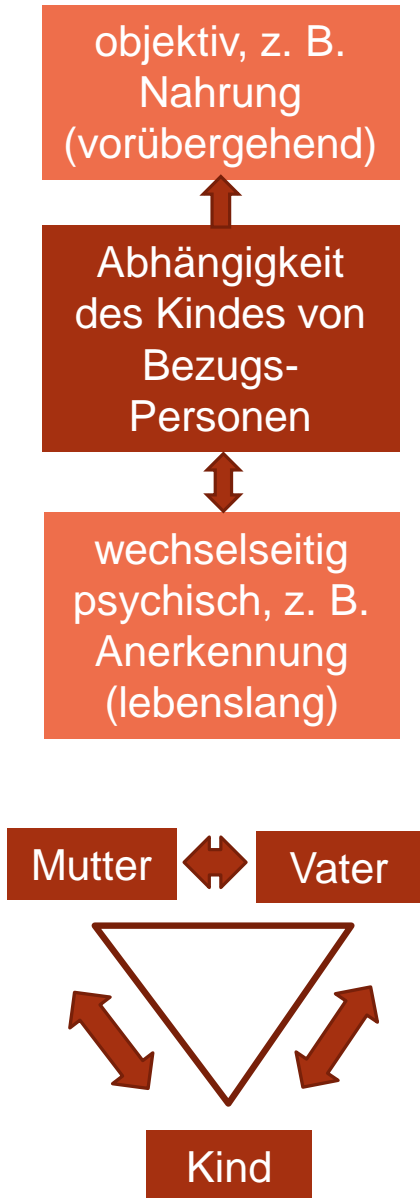 objektiv, z. B.
Nahrung
(vorübergehend)
Abhängigkeit
des Kindes von
Bezugs-
Personen
wechselseitig
psychisch, z. B.
Anerkennung
(lebenslang)
Mutter
Vater
Kind